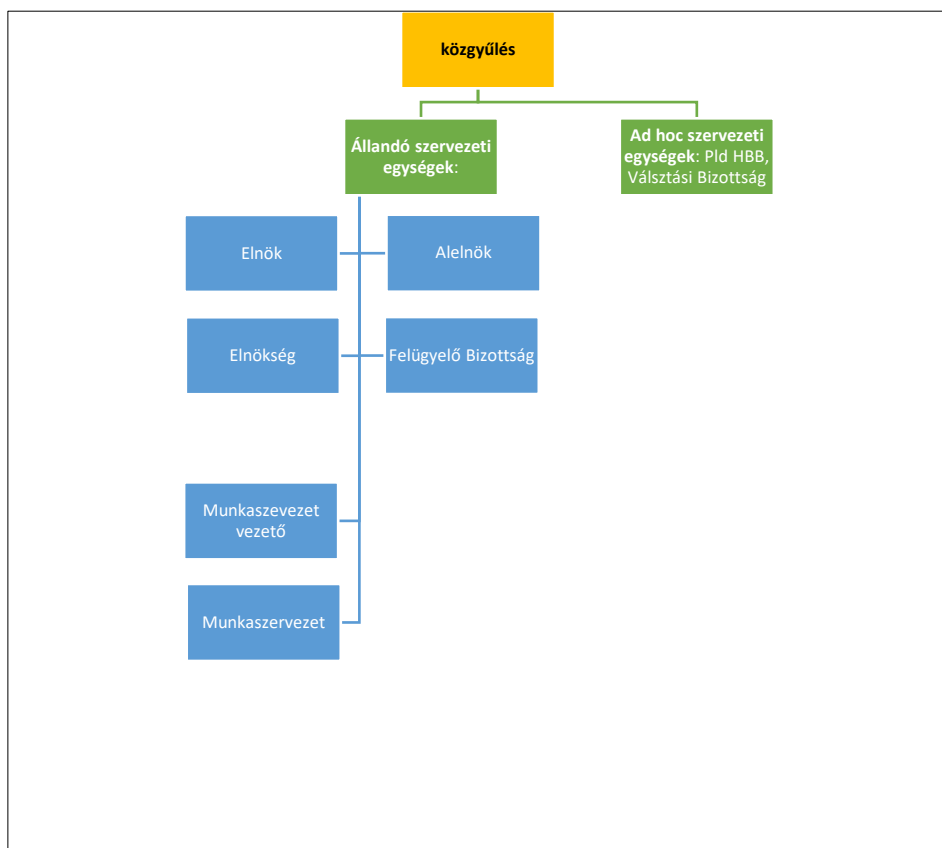 közgyűlés
Állandó szervezeti
egységek:
Ad hoc szervezeti
egységek: Pld HBB,
Válsztási Bizottság
Elnök
Alelnök
Elnökség
Felügyelő Bizottság
Munkaszevezet
vezető
Munkaszervezet